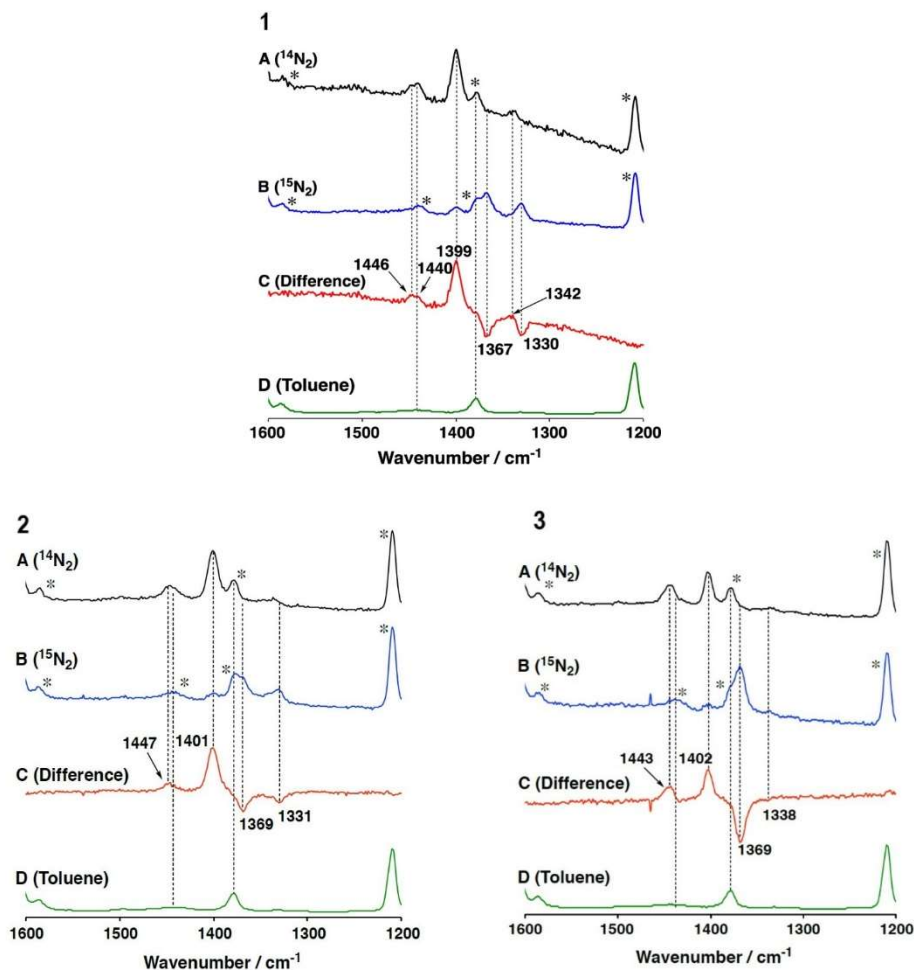 1
A (¹⁴N₂)
*
*
*
B (¹⁵N₂)
*
*
*
*
1399
1446
1440
C (Difference)
1342
1367
1330
D (Toluene)
1600 1500 1400 1300 1200
Wavenumber / cm⁻¹
2
A (¹⁴N₂)
*
*
*
B (¹⁵N₂)
*
*
*
*
1447
1401
C (Difference)
1369
1331
D (Toluene)
1600 1500 1400 1300 1200
Wavenumber / cm⁻¹
3
A (¹⁴N₂)
*
*
*
B (¹⁵N₂)
*
*
*
*
1443
1402
C (Difference)
1338
1369
D (Toluene)
1600 1500 1400 1300 1200
Wavenumber / cm⁻¹